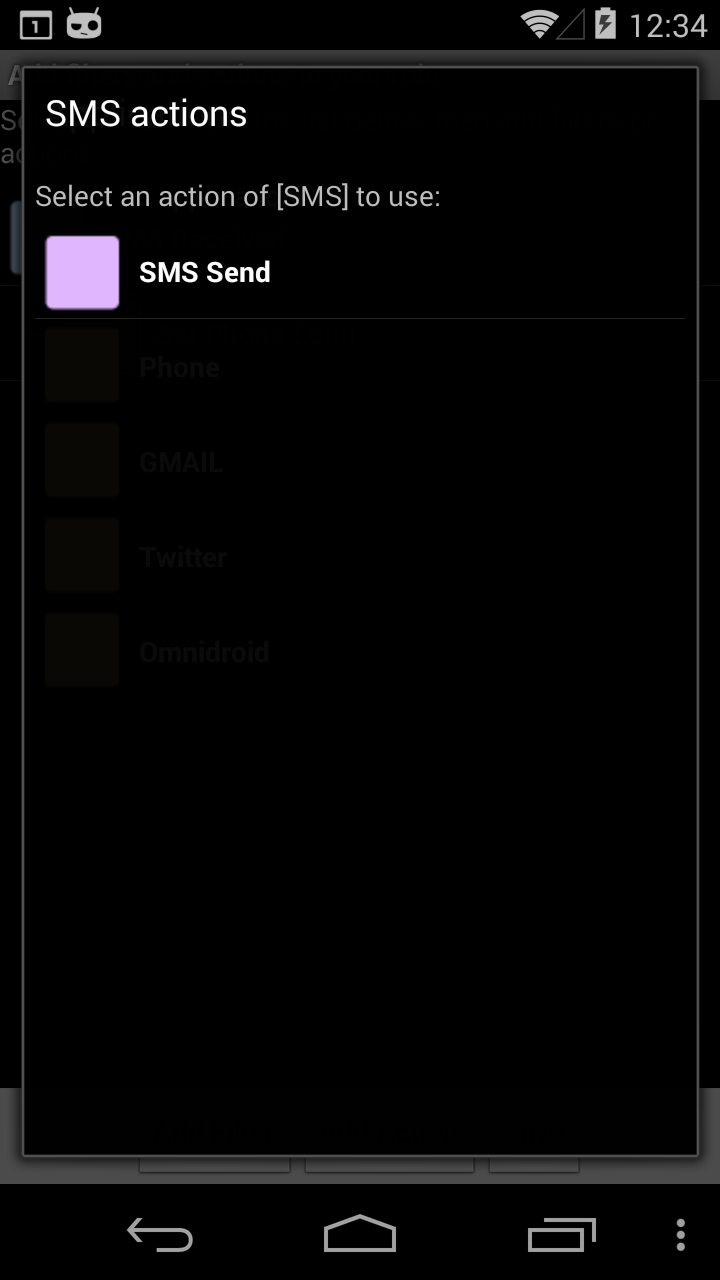 1
12:34
SMS actions
Select an action of [SMS] to use:
SMS Send
Phone
GMAIL
Twitter
Omnidroid